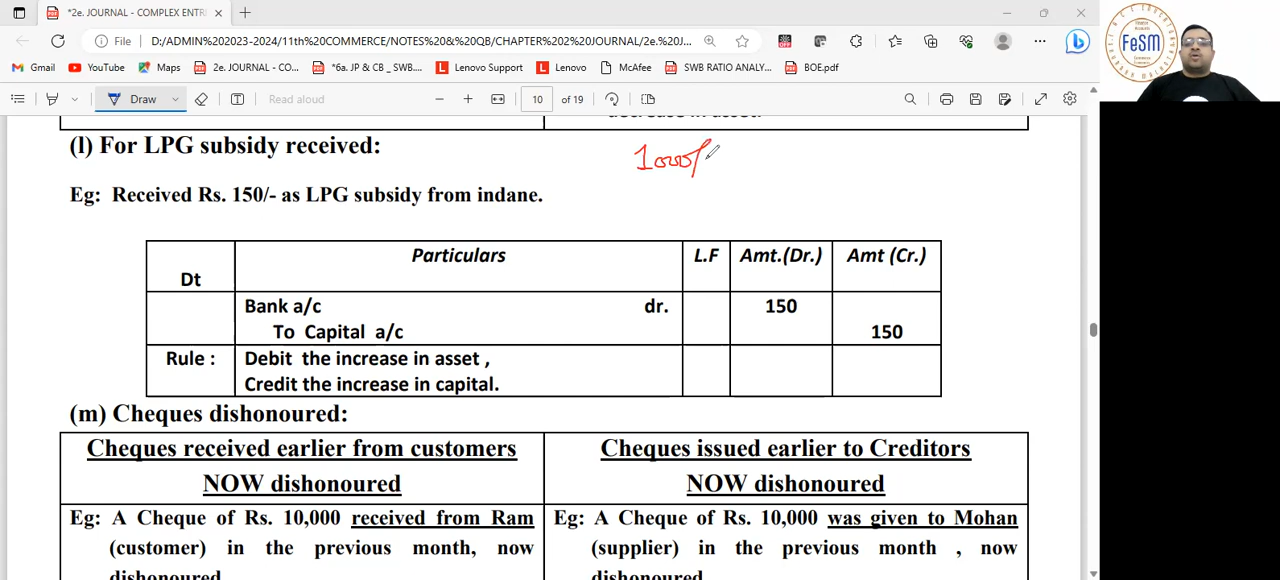 *2e. JOURNAL - COMPLEX ENTRI
File D:/ADMIN%202023-2024/11th%20COMMERCE/NOTES%20&%20QB/CHAPTER%202%20JOURNAL/2e.%20J...
Gmail YouTube Maps 2e. JOURNAL - CO... *6a. JP & CB _ SWB.... Lenovo Support Lenovo McAfee SWB RATIO ANALY... BOE.pdf
Draw Read aloud 10 of 19
FeSM
(l) For LPG subsidy received:
1000/
Eg: Received Rs. 150/- as LPG subsidy from indane.
Dt Particulars L.F Amt.(Dr.) Amt (Cr.)
Bank a/c dr. 150
To Capital a/c 150
Rule : Debit the increase in asset ,
Credit the increase in capital.
(m) Cheques dishonoured:
Cheques received earlier from customers
NOW dishonoured
Cheques issued earlier to Creditors
NOW dishonoured
Eg: A Cheque of Rs. 10,000 received from Ram
(customer) in the previous month, now
dishonoured
Eg: A Cheque of Rs. 10,000 was given to Mohan
(supplier) in the previous month , now
dishonoured